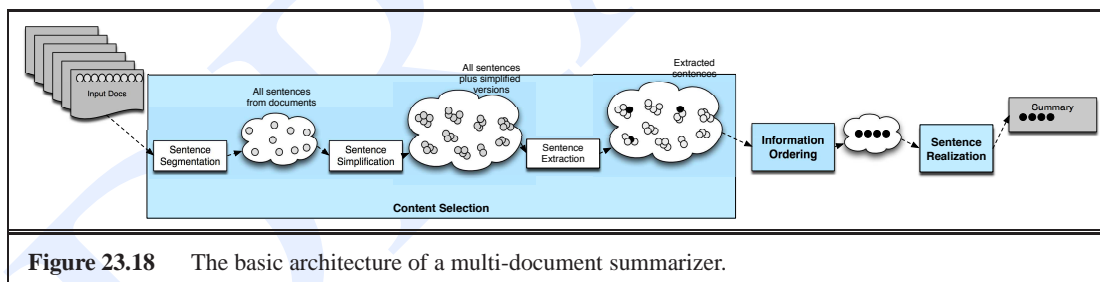 Input Docs
Sentence
Segmentation
All sentences
from documents
Sentence
Simplification
All sentences
plus simplified
versions
Sentence
Extraction
Extracted
sentences
Content Selection
Information
Ordering
Sentence
Realization
Summary
Figure 23.18 The basic architecture of a multi-document summarizer.